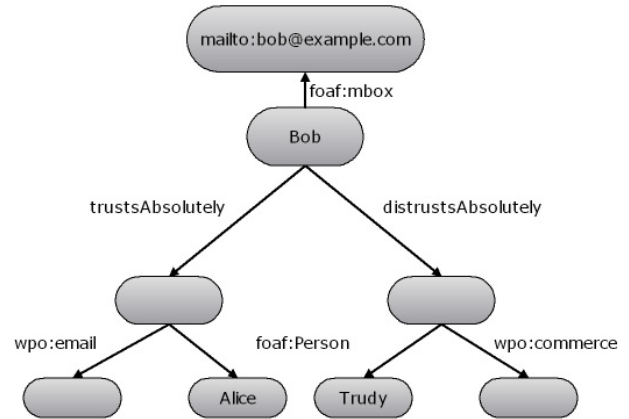 mailto:bob@example.com
foaf:mbox
Bob
trustsAbsolutely
distrustsAbsolutely
wpo:email
foaf:Person
wpo:commerce
Alice
Trudy